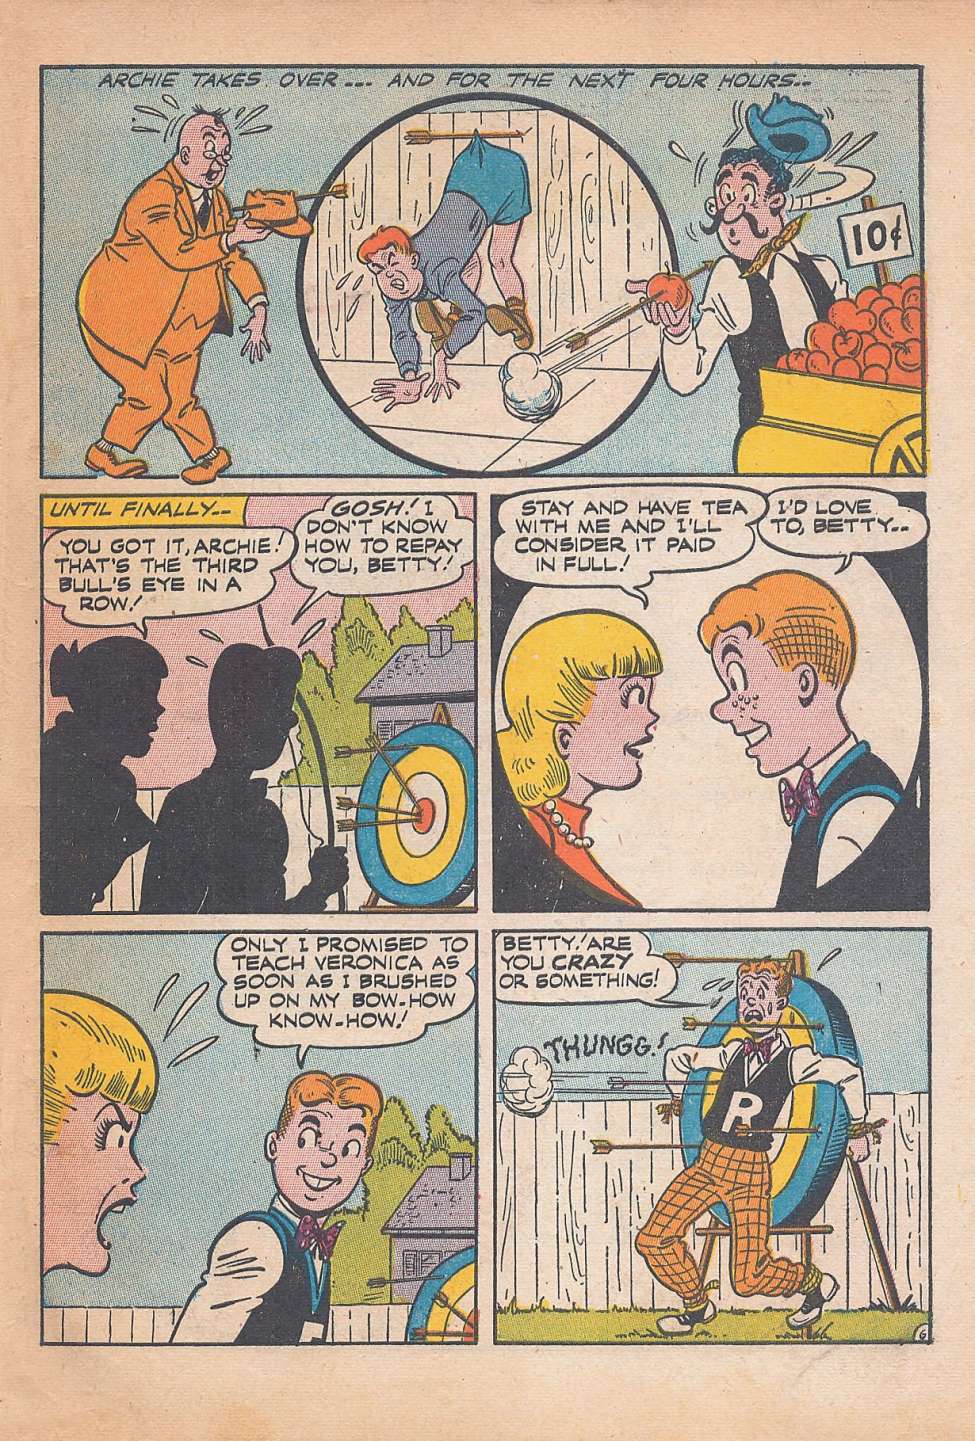 ARCHIE TAKES OVER--- AND FOR THE NEXT FOUR HOURS--
10¢
UNTIL FINALLY--
YOU GOT IT, ARCHIE!
THAT'S THE THIRD
BULL'S EYE IN A
ROW!
GOSH! I
DON'T KNOW
HOW TO REPAY
YOU, BETTY!
STAY AND HAVE TEA
WITH ME AND I'LL
CONSIDER IT PAID
IN FULL!
I'D LOVE
TO, BETTY--
ONLY I PROMISED TO
TEACH VERONICA AS
SOON AS I BRUSHED
UP ON MY BOW-HOW
KNOW-HOW!
BETTY! ARE
YOU CRAZY
OR SOMETHING!
THUNGG!
R
6